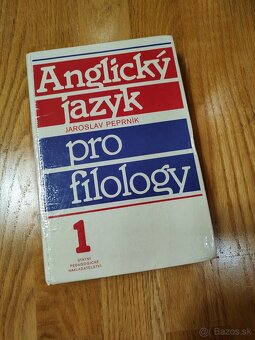 Anglický
jazyk
JAROSLAV PEPRNÍK
pro
filology
1
STÁTNÍ
PEDAGOGICKÉ
NAKLADATELSTVÍ
Bazos.sk